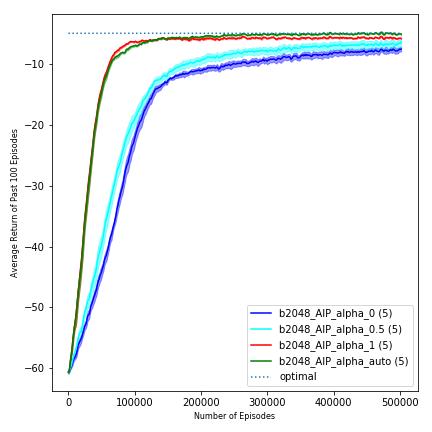 −10
−20
−30
−40
−50
−60
Average Return of Past 100 Episodes
b2048_AIP_alpha_0 (5)
b2048_AIP_alpha_0.5 (5)
b2048_AIP_alpha_1 (5)
b2048_AIP_alpha_auto (5)
optimal
0 100000 200000 300000 400000 500000
Number of Episodes